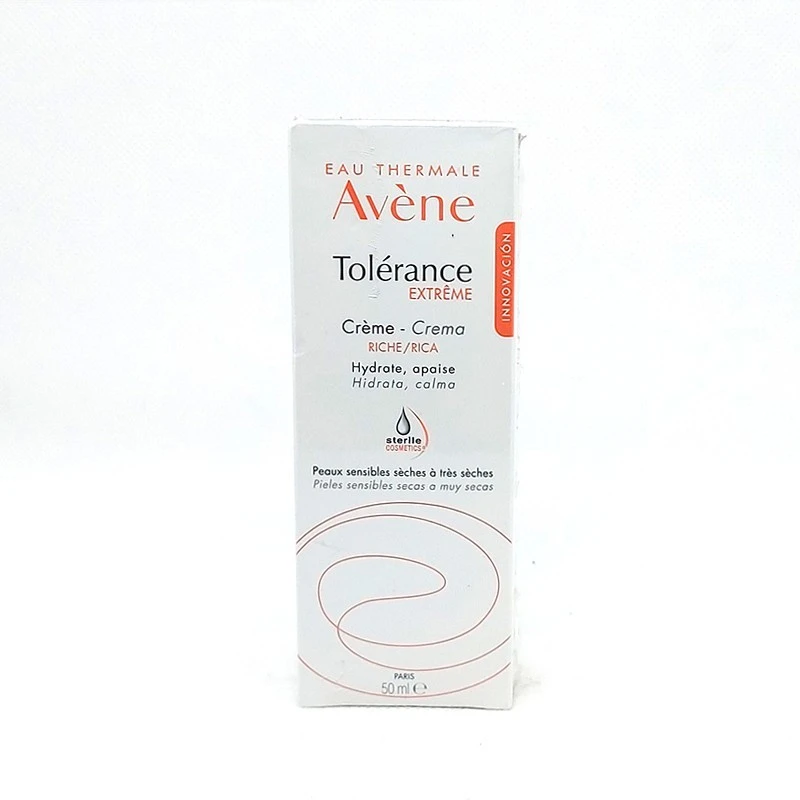 EAU THERMALE
Avène
Tolérance
EXTRÊME
INNOVACIÓN
Crème - Crema
RICHE/RICA
Hydrate, apaise
Hidrata, calma
sterile
COSMETICS®
Peaux sensibles sèches à très sèches
Pieles sensibles secas a muy secas
PARIS
50 ml ℮